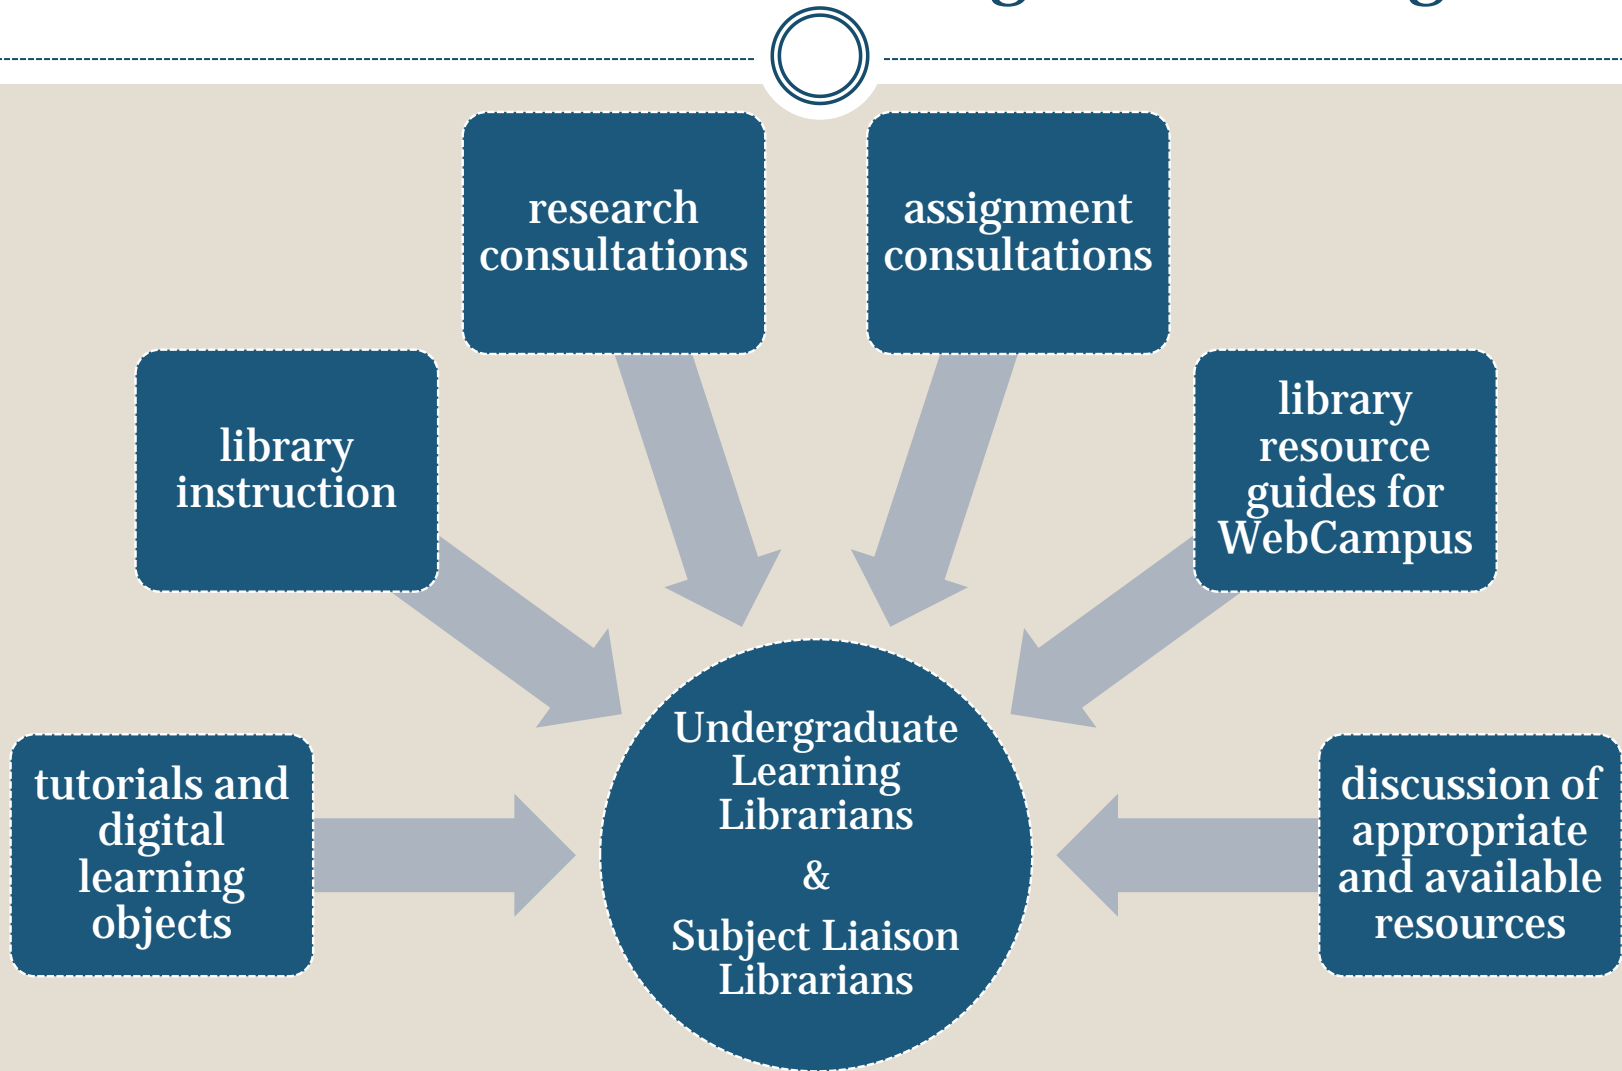 research
consultations
assignment
consultations
library
instruction
library
resource
guides for
WebCampus
tutorials and
digital
learning
objects
Undergraduate
Learning
Librarians
&
Subject Liaison
Librarians
discussion of
appropriate
and available
resources